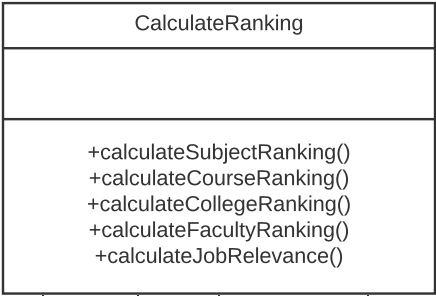 CalculateRanking
+calculateSubjectRanking()
+calculateCourseRanking()
+calculateCollegeRanking()
+calculateFacultyRanking()
+calculateJobRelevance()